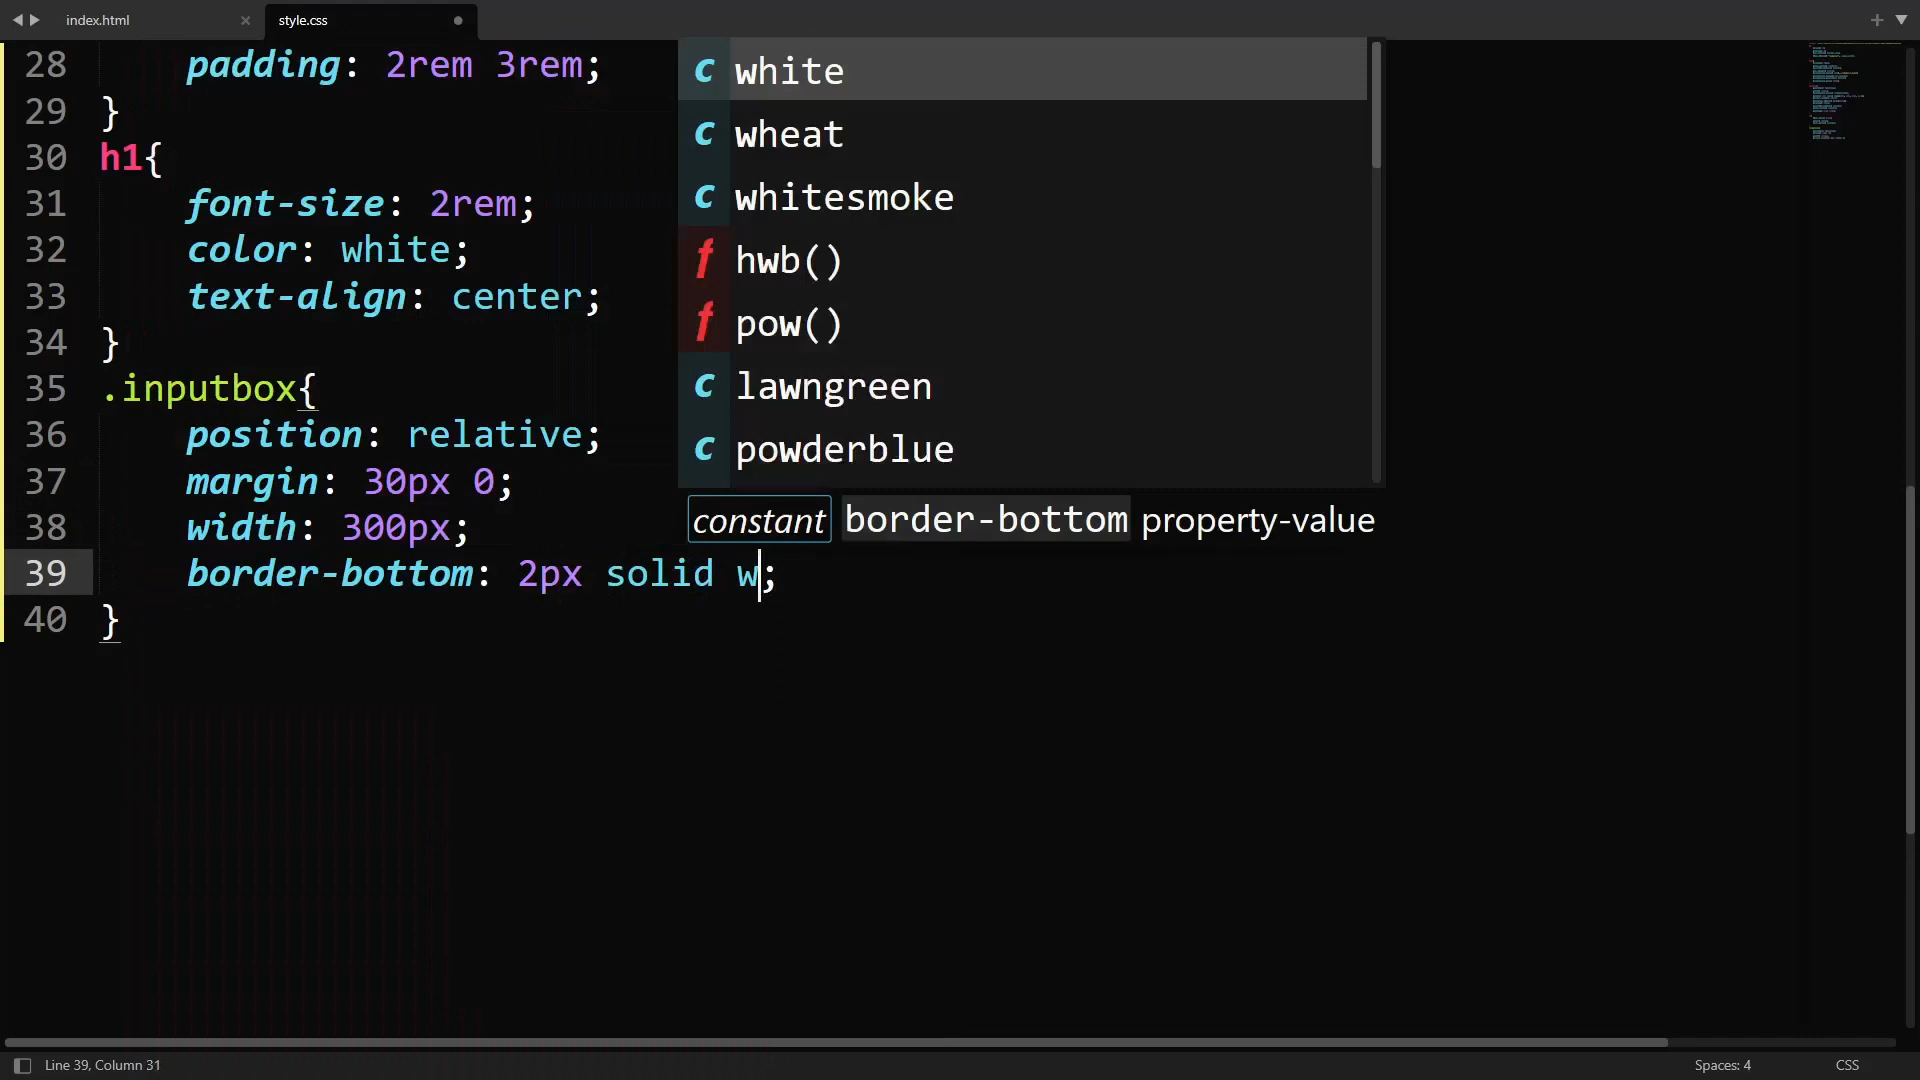 index.html × style.css
28 padding: 2rem 3rem;
29 }
30 h1{
31 font-size: 2rem;
32 color: white;
33 text-align: center;
34 }
35 .inputbox{
36 position: relative;
37 margin: 30px 0;
38 width: 300px;
39 border-bottom: 2px solid w;
40 }
c white
c wheat
c whitesmoke
f hwb()
f pow()
c lawngreen
c powderblue
constant border-bottom property-value
Line 39, Column 31
Spaces: 4 CSS